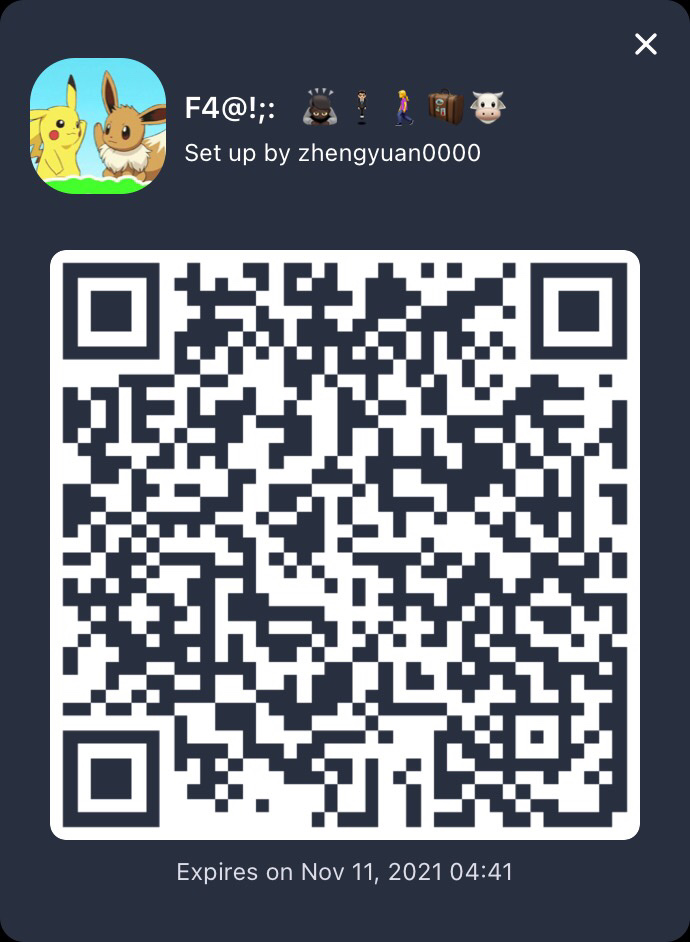 F4@!;: 🙇🏿‍♂️🕴🏻🚶‍♀️🧳🐮
Set up by zhengyuan0000
Expires on Nov 11, 2021 04:41